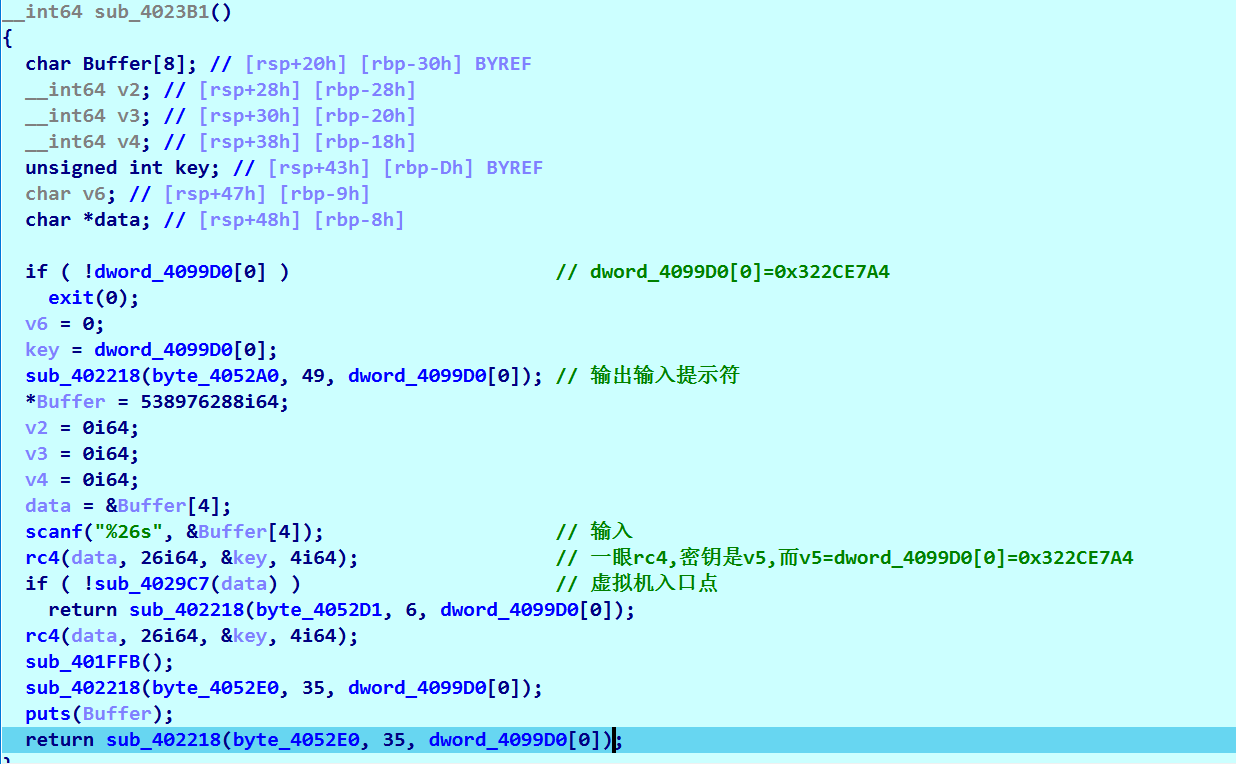 __int64 sub_4023B1()
{
  char Buffer[8]; // [rsp+20h] [rbp-30h] BYREF
  __int64 v2; // [rsp+28h] [rbp-28h]
  __int64 v3; // [rsp+30h] [rbp-20h]
  __int64 v4; // [rsp+38h] [rbp-18h]
  unsigned int key; // [rsp+43h] [rbp-Dh] BYREF
  char v6; // [rsp+47h] [rbp-9h]
  char *data; // [rsp+48h] [rbp-8h]

  if ( !dword_4099D0[0] ) // dword_4099D0[0]=0x322CE7A4
    exit(0);
  v6 = 0;
  key = dword_4099D0[0];
  sub_402218(byte_4052A0, 49, dword_4099D0[0]); // 输出输入提示符
  *Buffer = 538976288i64;
  v2 = 0i64;
  v3 = 0i64;
  v4 = 0i64;
  data = &Buffer[4];
  scanf("%26s", &Buffer[4]); // 输入
  rc4(data, 26i64, &key, 4i64); // 一眼rc4,密钥是v5,而v5=dword_4099D0[0]=0x322CE7A4
  if ( !sub_4029C7(data) ) // 虚拟机入口点
    return sub_402218(byte_4052D1, 6, dword_4099D0[0]);
  rc4(data, 26i64, &key, 4i64);
  sub_401FFB();
  sub_402218(byte_4052E0, 35, dword_4099D0[0]);
  puts(Buffer);
  return sub_402218(byte_4052E0, 35, dword_4099D0[0]);